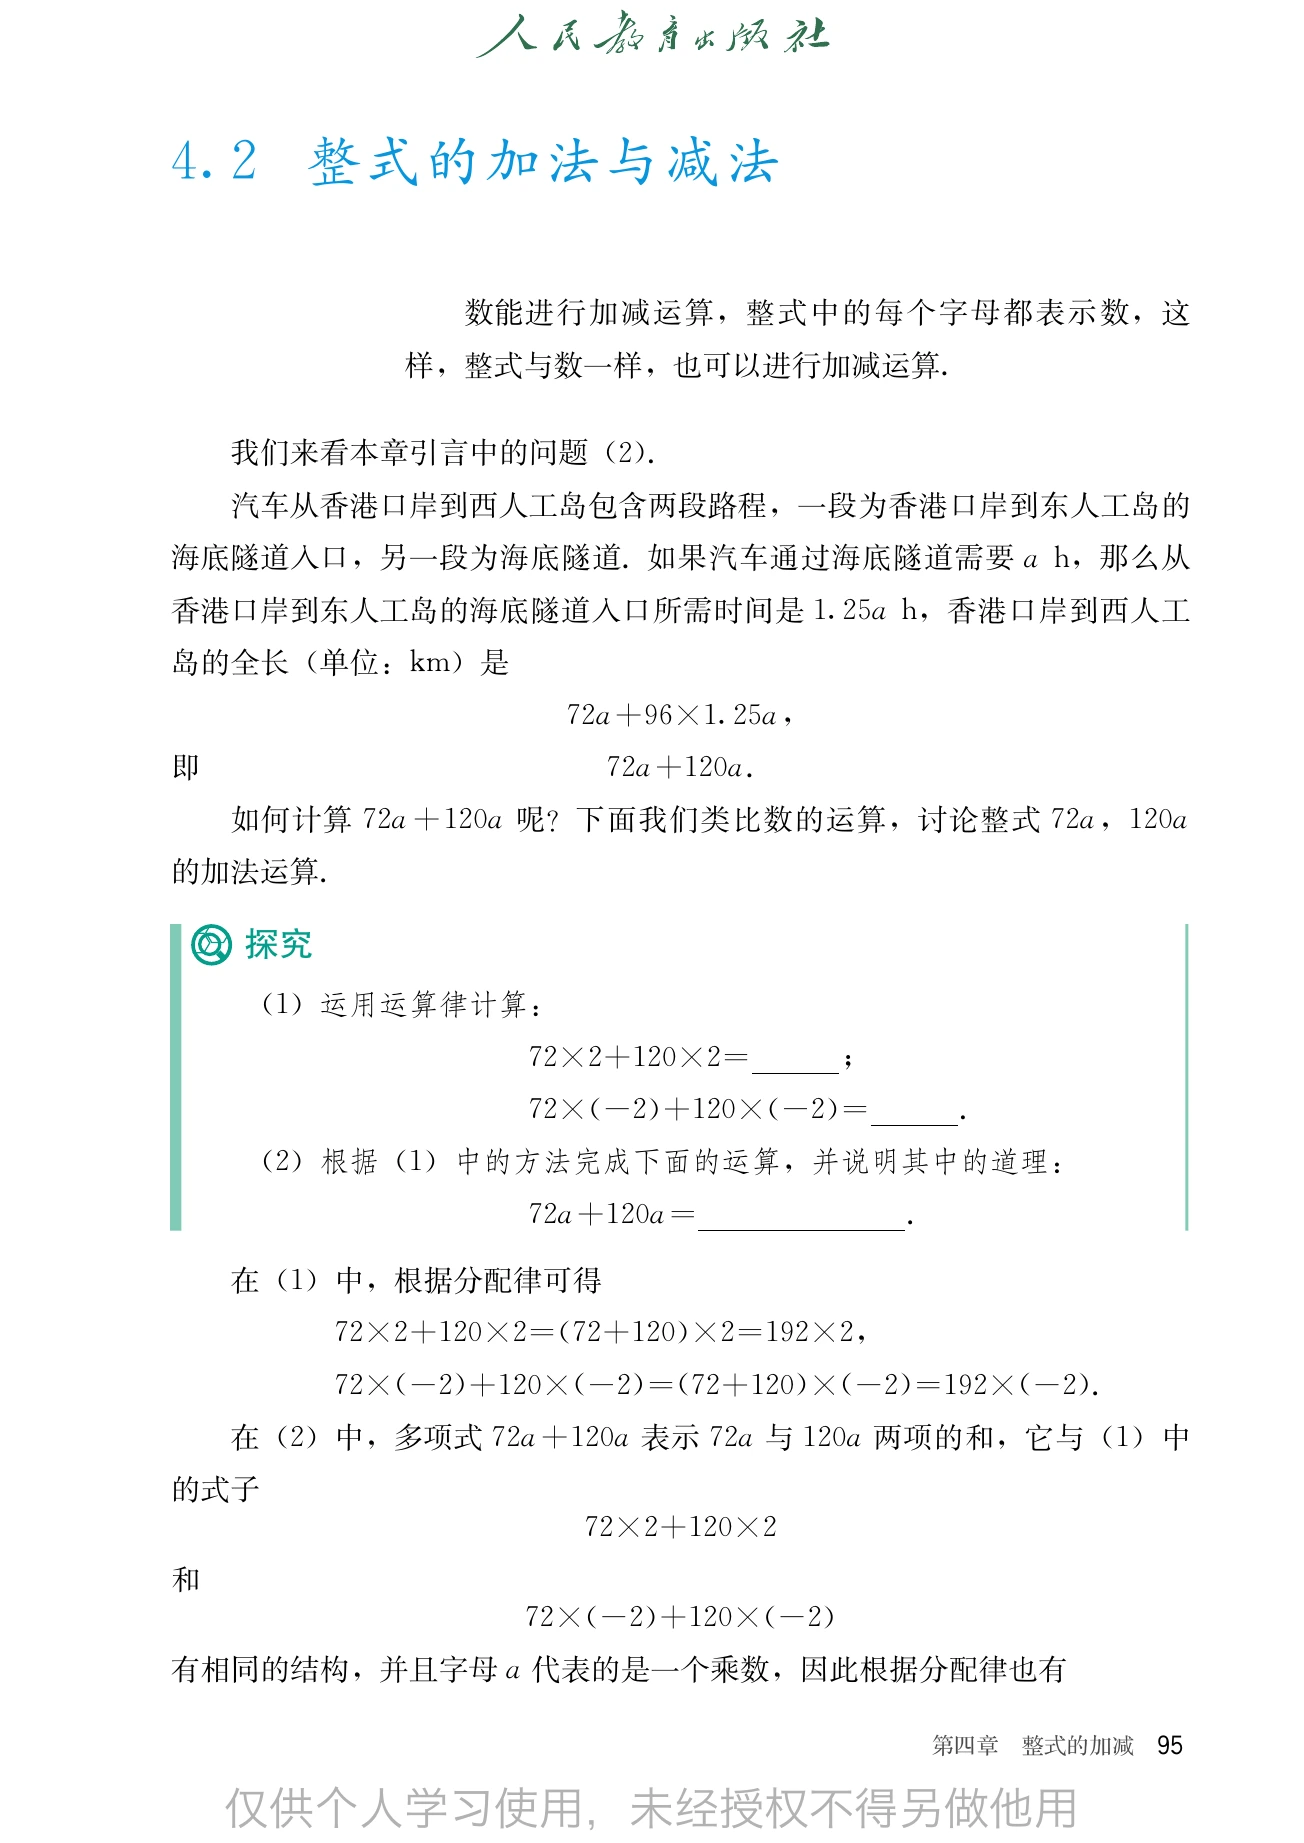 人民教育出版社
4.2 整式的加法与减法
数能进行加减运算，整式中的每个字母都表示数，这
样，整式与数一样，也可以进行加减运算.
我们来看本章引言中的问题（2）.
汽车从香港口岸到西人工岛包含两段路程，一段为香港口岸到东人工岛的
海底隧道入口，另一段为海底隧道. 如果汽车通过海底隧道需要 a h，那么从
香港口岸到东人工岛的海底隧道入口所需时间是 1.25a h，香港口岸到西人工
岛的全长（单位：km）是
72a＋96×1.25a，
即 72a＋120a.
如何计算 72a＋120a 呢？下面我们类比数的运算，讨论整式 72a，120a
的加法运算.
探究
（1）运用运算律计算：
72×2＋120×2＝______；
72×(－2)＋120×(－2)＝______.
（2）根据（1）中的方法完成下面的运算，并说明其中的道理：
72a＋120a＝______________.
在（1）中，根据分配律可得
72×2＋120×2＝(72＋120)×2＝192×2，
72×(－2)＋120×(－2)＝(72＋120)×(－2)＝192×(－2).
在（2）中，多项式 72a＋120a 表示 72a 与 120a 两项的和，它与（1）中
的式子
72×2＋120×2
和
72×(－2)＋120×(－2)
有相同的结构，并且字母 a 代表的是一个乘数，因此根据分配律也有
第四章 整式的加减 95
仅供个人学习使用，未经授权不得另做他用